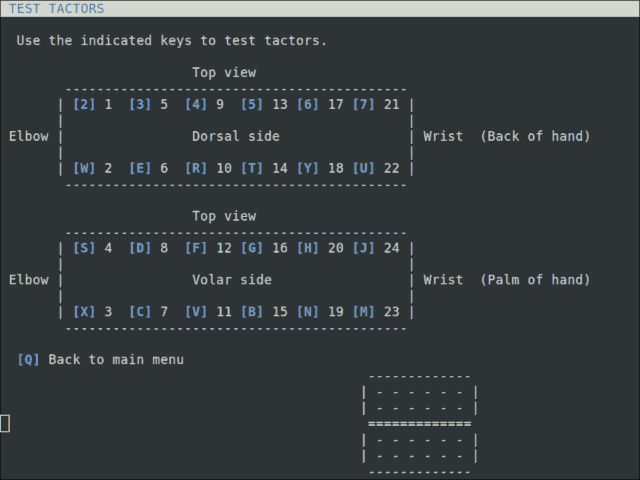 TEST TACTORS
Use the indicated keys to test tactors.
Top view
-------------------------------------------
| [2] 1  [3] 5  [4] 9  [5] 13 [6] 17 [7] 21 |
|                                           |
Elbow |                Dorsal side                | Wrist  (Back of hand)
|                                           |
| [W] 2  [E] 6  [R] 10 [T] 14 [Y] 18 [U] 22 |
-------------------------------------------
Top view
-------------------------------------------
| [S] 4  [D] 8  [F] 12 [G] 16 [H] 20 [J] 24 |
|                                           |
Elbow |                Volar side                 | Wrist  (Palm of hand)
|                                           |
| [X] 3  [C] 7  [V] 11 [B] 15 [N] 19 [M] 23 |
-------------------------------------------
[Q] Back to main menu
-------------
| - - - - - - |
| - - - - - - |
=============
| - - - - - - |
| - - - - - - |
-------------